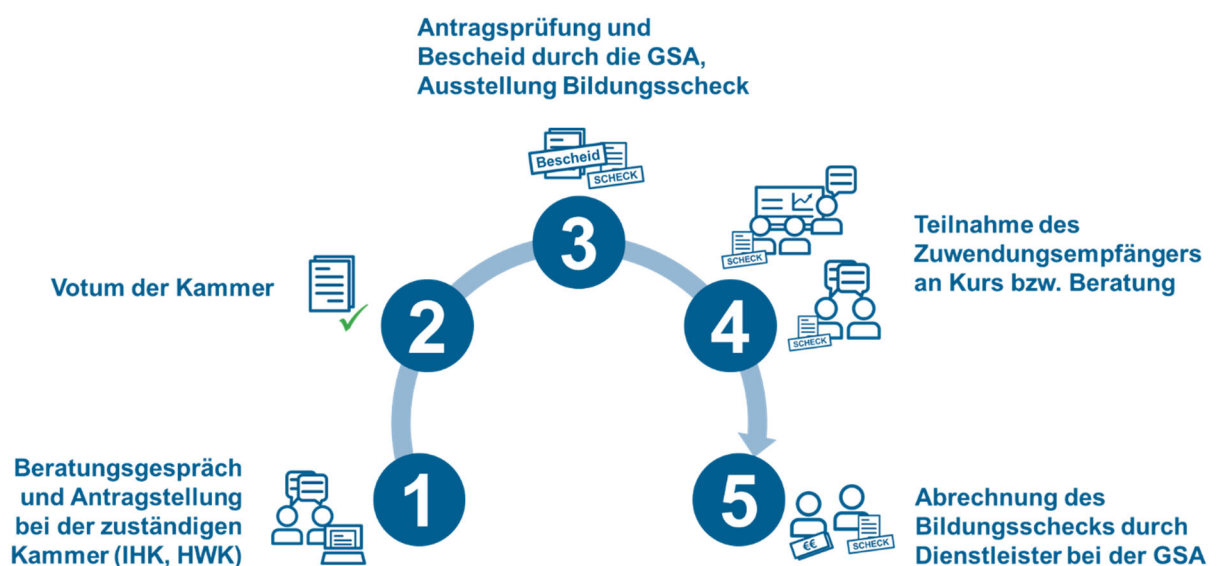 Antragsprüfung und
Bescheid durch die GSA,
Ausstellung Bildungsscheck
Bescheid
SCHECK
3
SCHECK
Teilnahme des
Zuwendungsempfängers
an Kurs bzw. Beratung
Votum der Kammer
2
4
SCHECK
Beratungsgespräch
und Antragstellung
bei der zuständigen
Kammer (IHK, HWK)
1
5
€€
SCHECK
Abrechnung des
Bildungsschecks durch
Dienstleister bei der GSA